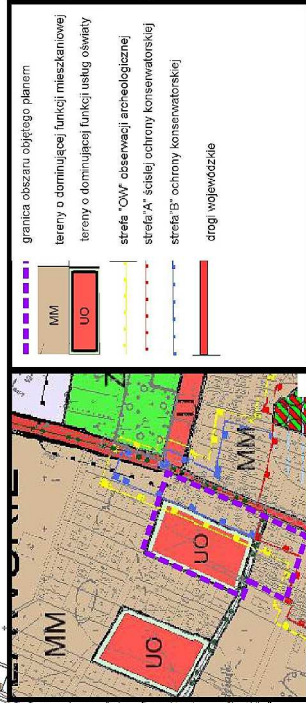 granica obszaru objętego planem
MM
tereny o dominującej funkcji mieszkaniowej
UO
tereny o dominującej funkcji usług oświaty
strefa "OW" obserwacji archeologicznej
strefa "A" ścisłej ochrony konserwatorskiej
strefa "B" ochrony konserwatorskiej
drogi wojewódzkie
MM
MM
UO
UO